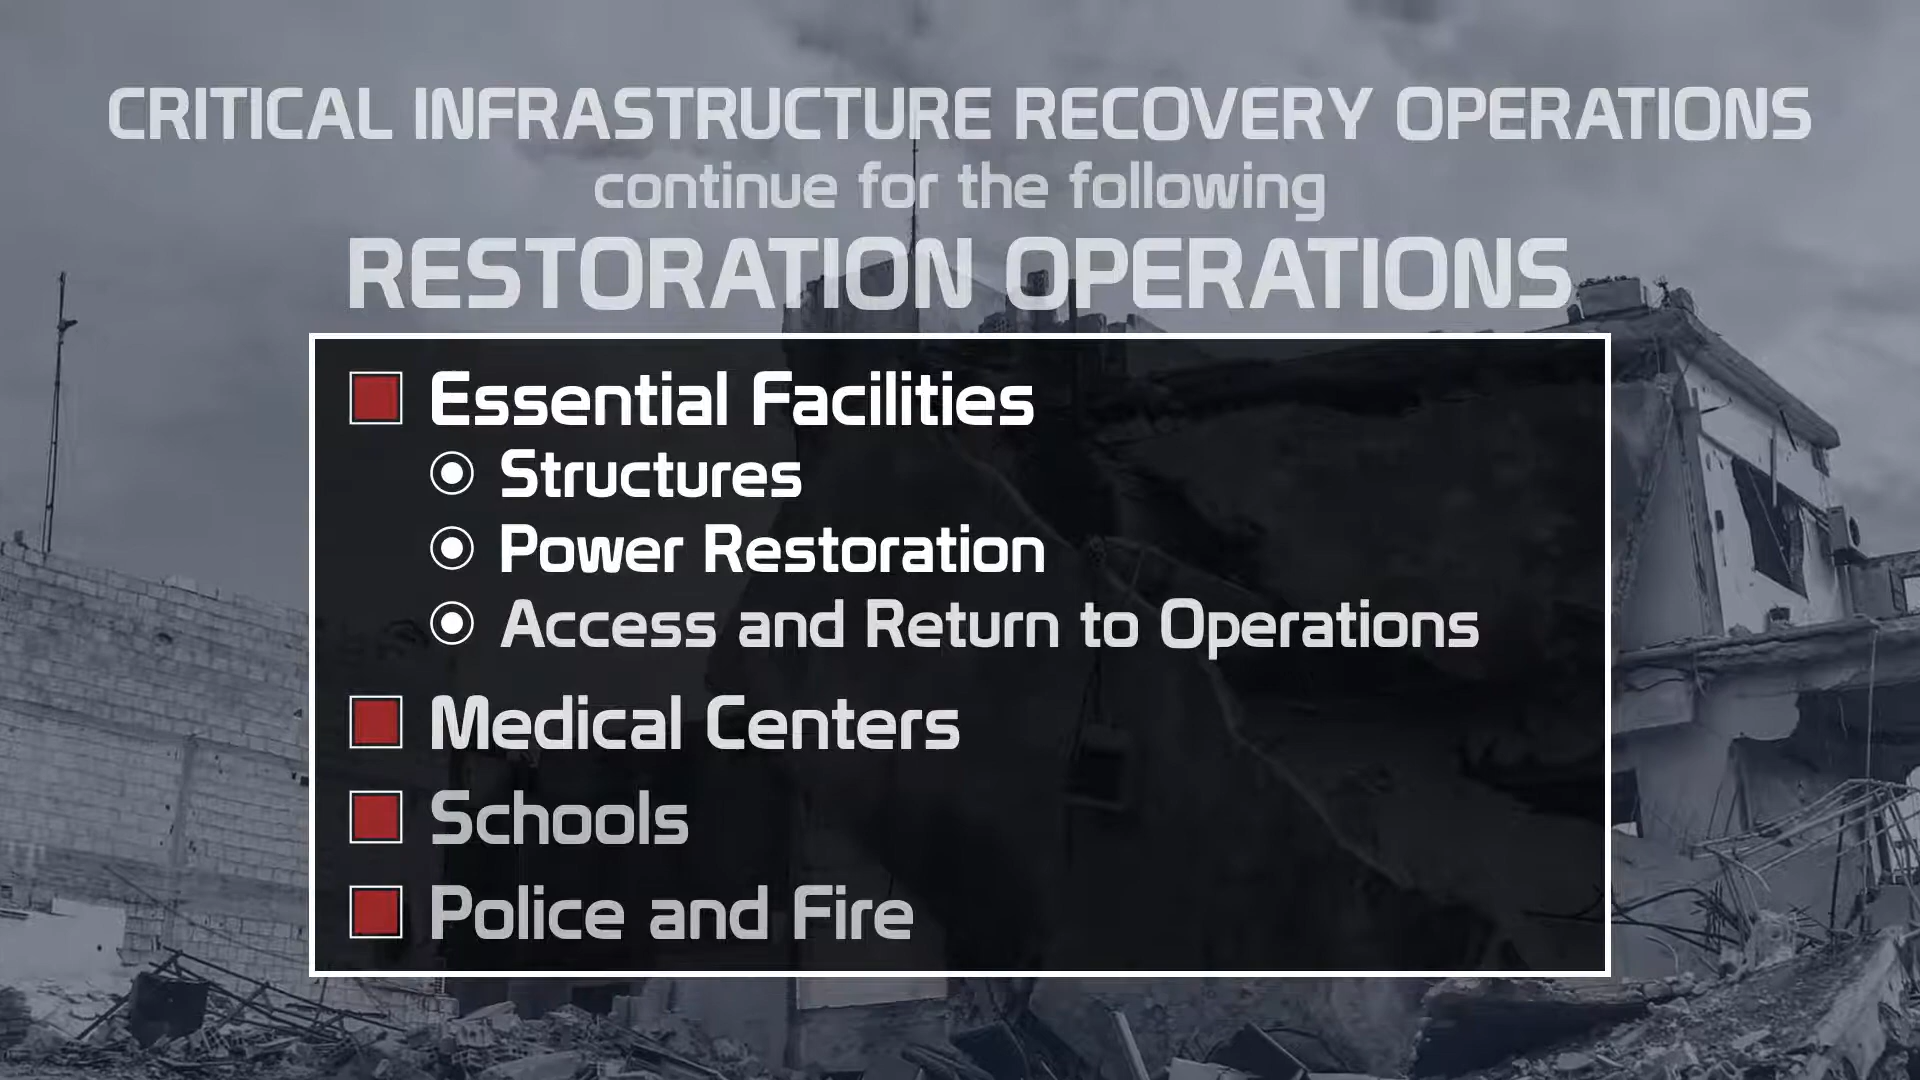 CRITICAL INFRASTRUCTURE RECOVERY OPERATIONS
continue for the following
RESTORATION OPERATIONS
Essential Facilities
Structures
Power Restoration
Access and Return to Operations
Medical Centers
Schools
Police and Fire